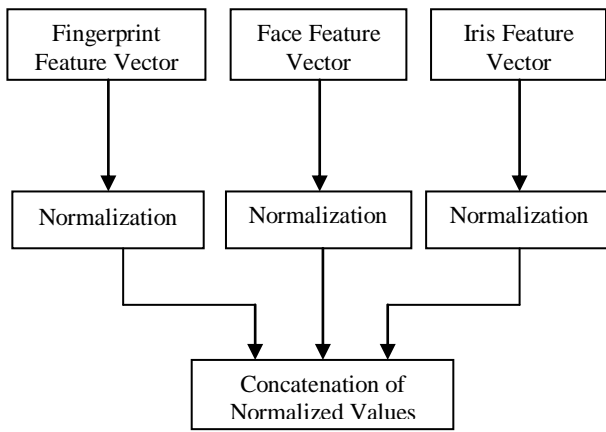 Fingerprint
Feature Vector
Face Feature
Vector
Iris Feature
Vector
Normalization
Normalization
Normalization
Concatenation of
Normalized Values